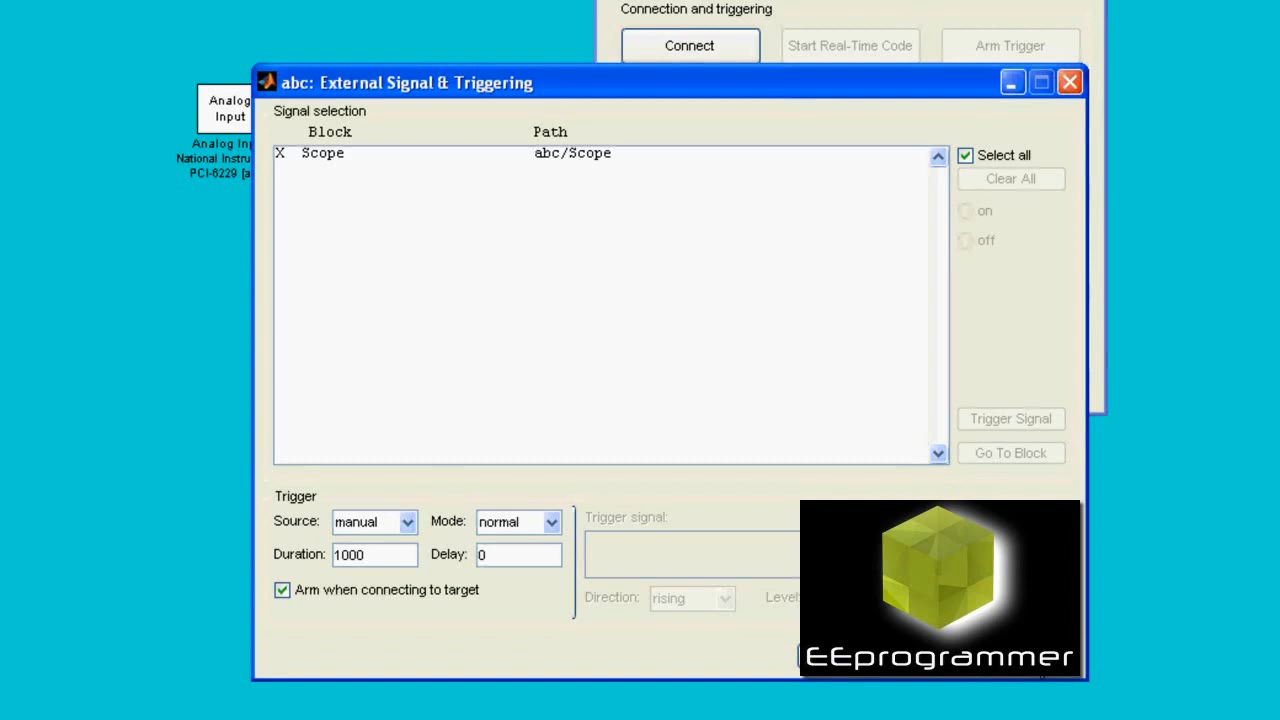 Connection and triggering
Connect
Start Real-Time Code
Arm Trigger
Analog
Input
National Instru
PCI-6229 [a
abc: External Signal & Triggering
Signal selection
Block Path
X Scope abc/Scope
Select all
Clear All
on
off
Trigger Signal
Go To Block
Trigger
Source: manual Mode: normal
Duration: 1000 Delay: 0
Arm when connecting to target
Trigger signal:
Direction: rising Level
EEprogrammer